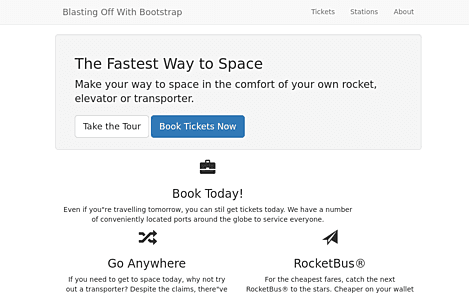 Blasting Off With Bootstrap
Tickets Stations About
The Fastest Way to Space
Make your way to space in the comfort of your own rocket,
elevator or transporter.
Take the Tour Book Tickets Now
Book Today!
Even if you"re travelling tomorrow, you can stil get tickets today. We have a number
of conveniently located ports around the globe to service everyone.
Go Anywhere
If you need to get to space today, why not try
out a transporter? Despite the claims, there"ve
RocketBus®
For the cheapest fares, catch the next
RocketBus® to the stars. Cheaper on your wallet